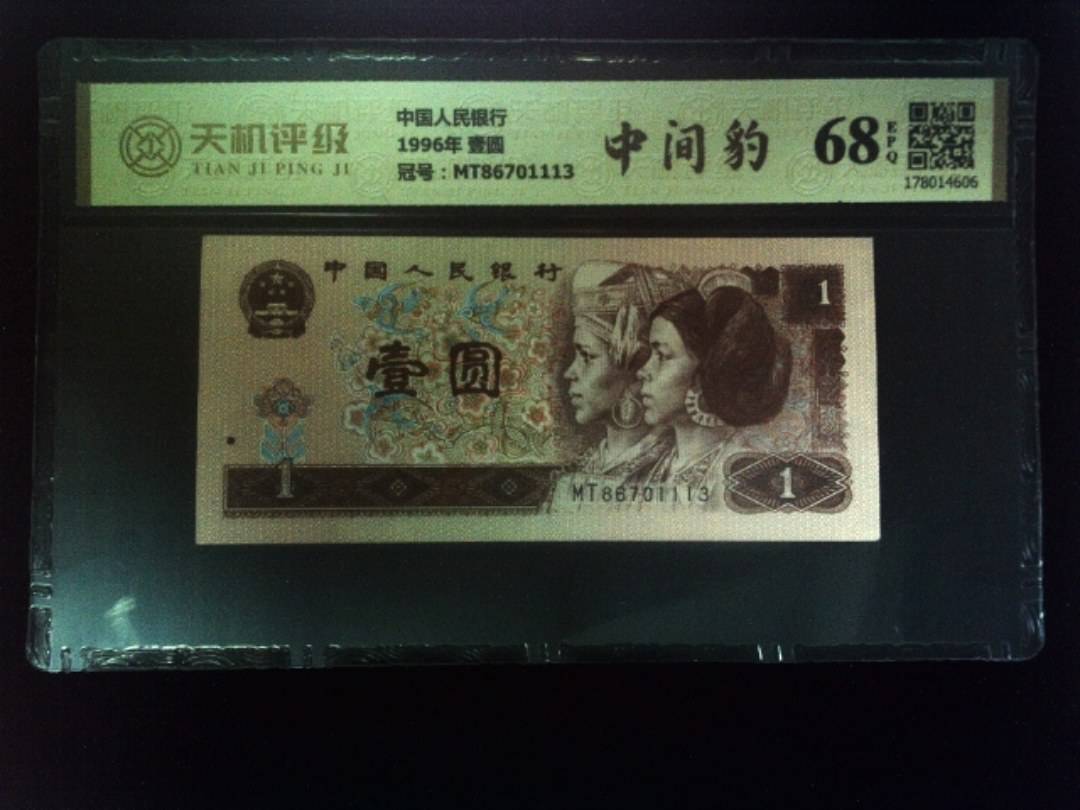 天机评级
TIAN JI PING JI
中国人民银行
1996年 壹圆
冠号：MT86701113
中间豹
68 EPQ
178014606
中国人民银行
1
壹圆
1
MT86701113
1